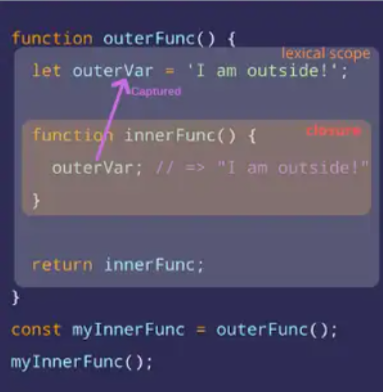 function outerFunc() {
lexical scope
let outerVar = 'I am outside!';
Captured
function innerFunc() {
closure
outerVar; // => "I am outside!"
}
return innerFunc;
}
const myInnerFunc = outerFunc();
myInnerFunc();